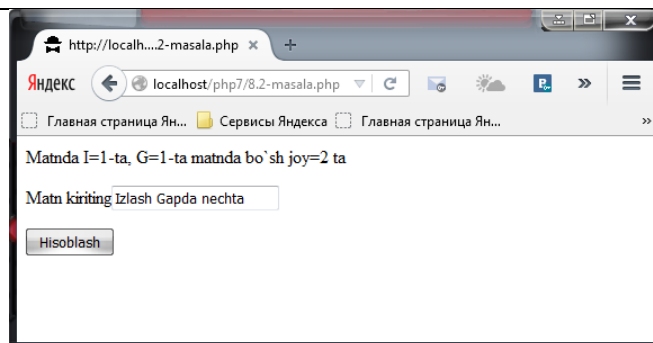 http://localh....2-masala.php × +
Яндекс localhost/php7/8.2-masala.php P. »
Главная страница Ян... Сервисы Яндекса Главная страница Ян... »
Matnda I=1-ta, G=1-ta matnda bo`sh joy=2 ta
Matn kiriting Izlash Gapda nechta
Hisoblash